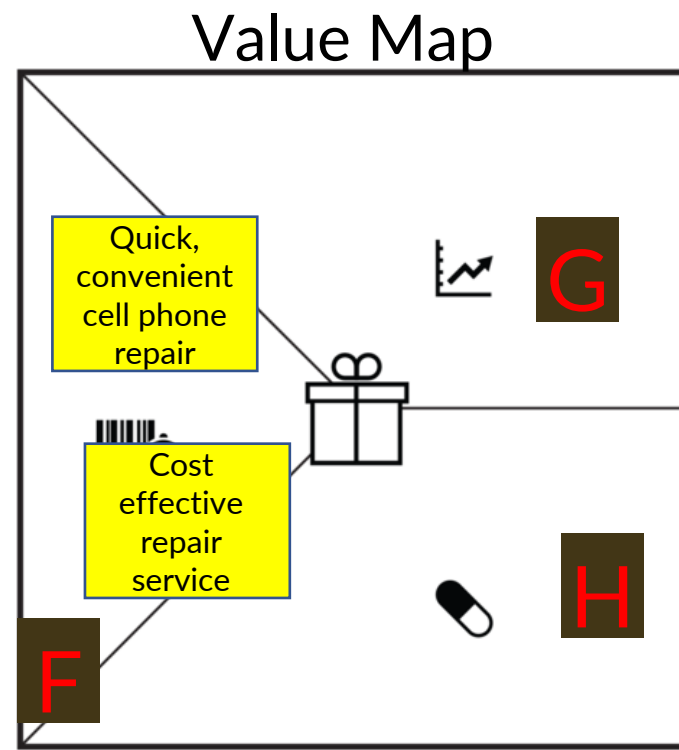 Value Map
Quick,
convenient
cell phone
repair
G
Cost
effective
repair
service
H
F